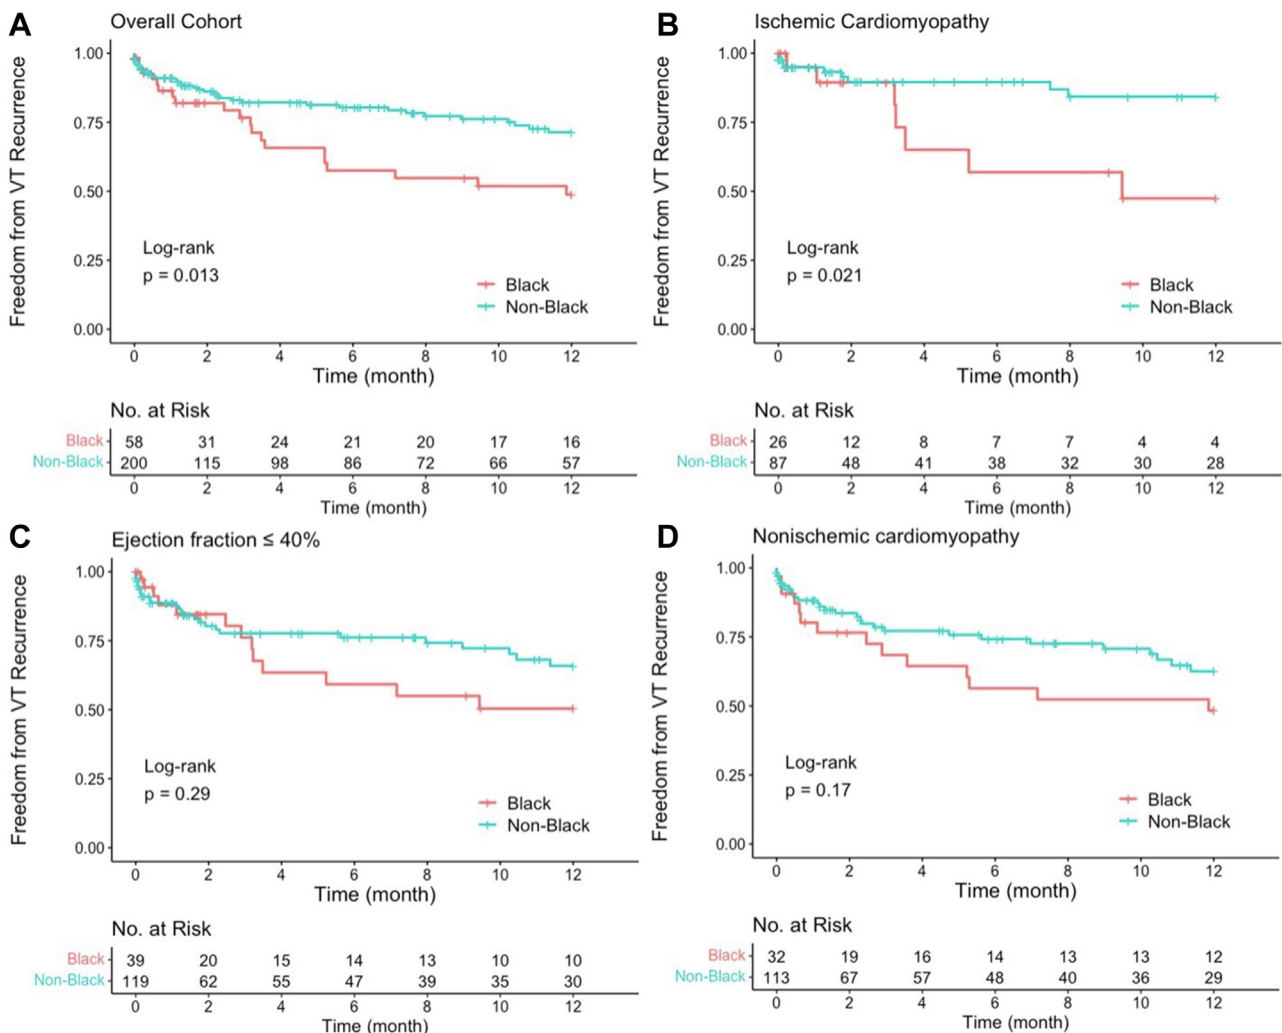 A
Overall Cohort
Freedom from VT Recurrence
1.00
0.75
0.50
0.25
0.00
Log-rank
p = 0.013
Black
Non-Black
0 2 4 6 8 10 12
Time (month)
No. at Risk
Black 58 31 24 21 20 17 16
Non-Black 200 115 98 86 72 66 57
0 2 4 6 8 10 12
Time (month)
B
Ischemic Cardiomyopathy
Freedom from VT Recurrence
1.00
0.75
0.50
0.25
0.00
Log-rank
p = 0.021
Black
Non-Black
0 2 4 6 8 10 12
Time (month)
No. at Risk
Black 26 12 8 7 7 4 4
Non-Black 87 48 41 38 32 30 28
0 2 4 6 8 10 12
Time (month)
C
Ejection fraction ≤ 40%
Freedom from VT Recurrence
1.00
0.75
0.50
0.25
0.00
Log-rank
p = 0.29
Black
Non-Black
0 2 4 6 8 10 12
Time (month)
No. at Risk
Black 39 20 15 14 13 10 10
Non-Black 119 62 55 47 39 35 30
0 2 4 6 8 10 12
Time (month)
D
Nonischemic cardiomyopathy
Freedom from VT Recurrence
1.00
0.75
0.50
0.25
0.00
Log-rank
p = 0.17
Black
Non-Black
0 2 4 6 8 10 12
Time (month)
No. at Risk
Black 32 19 16 14 13 13 12
Non-Black 113 67 57 48 40 36 29
0 2 4 6 8 10 12
Time (month)